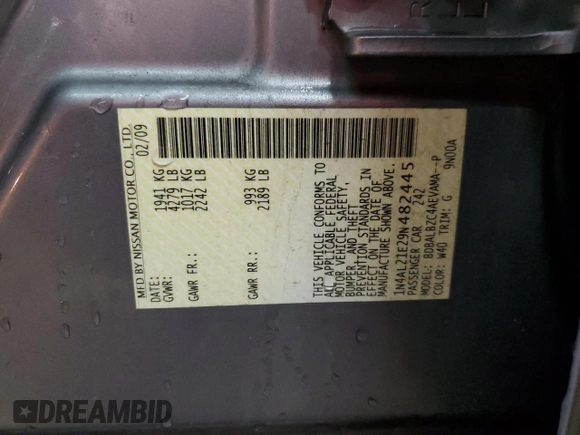 MFD BY NISSAN MOTOR CO., LTD.
DATE: 02/09
GVWR: 1941 KG
4279 LB
GAWR FR: 1017 KG
2242 LB
GAWR RR: 993 KG
2189 LB
THIS VEHICLE CONFORMS TO
ALL APPLICABLE FEDERAL
MOTOR VEHICLE SAFETY,
BUMPER, AND THEFT
PREVENTION STANDARDS IN
EFFECT ON THE DATE OF
MANUFACTURE SHOWN ABOVE.
1N4AL21E29N482445
PASSENGER CAR 242
MODEL: BDBALBZC4AEVAMA--P
COLOR: W40 TRIM: G 9N00A
DREAMBID